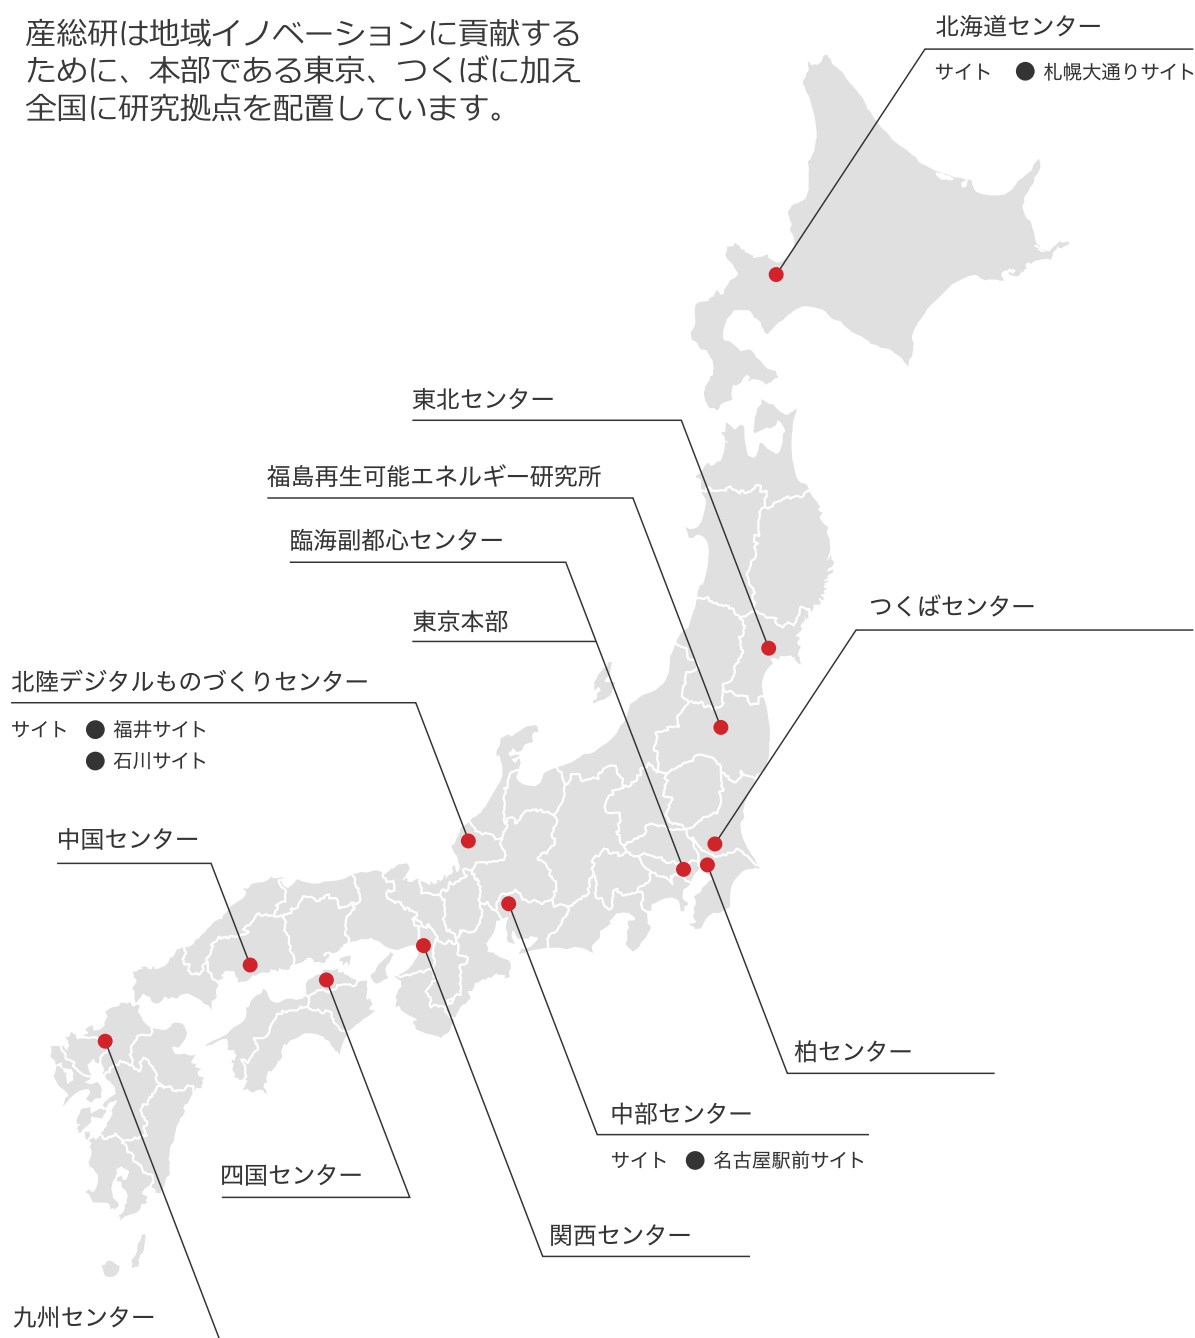 産総研は地域イノベーションに貢献する
ために、本部である東京、つくばに加え
全国に研究拠点を配置しています。
北海道センター
サイト ● 札幌大通りサイト
東北センター
福島再生可能エネルギー研究所
臨海副都心センター
つくばセンター
東京本部
北陸デジタルものづくりセンター
サイト ● 福井サイト
● 石川サイト
中国センター
柏センター
中部センター
サイト ● 名古屋駅前サイト
四国センター
関西センター
九州センター